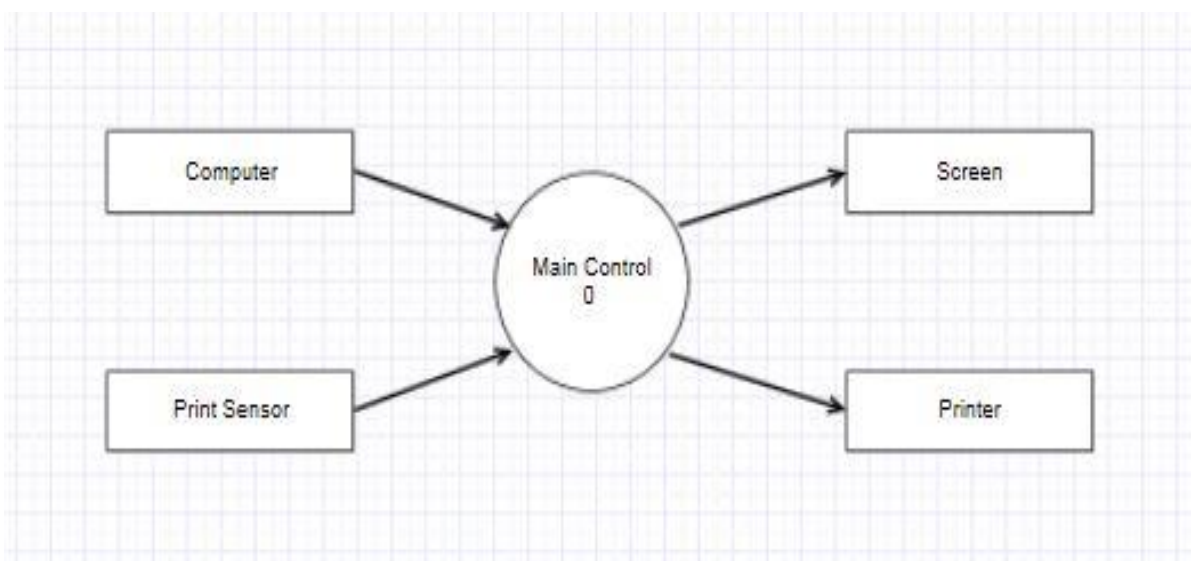 Computer
Screen
Main Control
0
Print Sensor
Printer